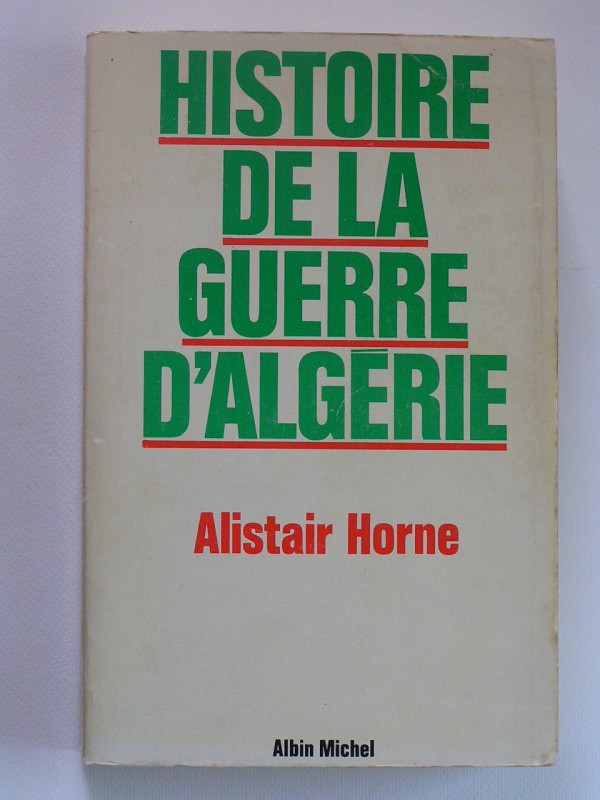 HISTOIRE
DE LA
GUERRE
D'ALGÉRIE
Alistair Horne
Albin Michel